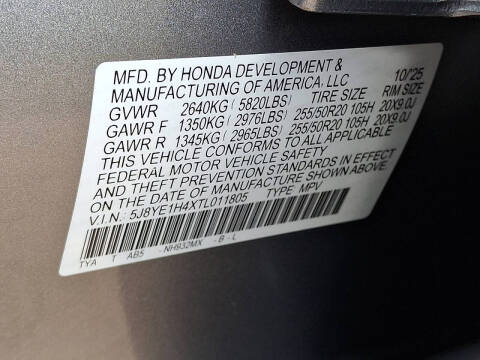 MFD. BY HONDA DEVELOPMENT &
MANUFACTURING OF AMERICA, LLC 10/25
GVWR 2640KG ( 5820LBS) TIRE SIZE RIM SIZE
GAWR F 1350KG ( 2976LBS) 255/50R20 105H 20X9.0J
GAWR R 1345KG ( 2965LBS) 255/50R20 105H 20X9.0J
THIS VEHICLE CONFORMS TO ALL APPLICABLE
FEDERAL MOTOR VEHICLE SAFETY
AND THEFT PREVENTION STANDARDS IN EFFECT
ON THE DATE OF MANUFACTURE SHOWN ABOVE.
V.I.N.: 5J8YE1H4XTL011805 TYPE MPV
TYA T AB5 NH932MX - B - L